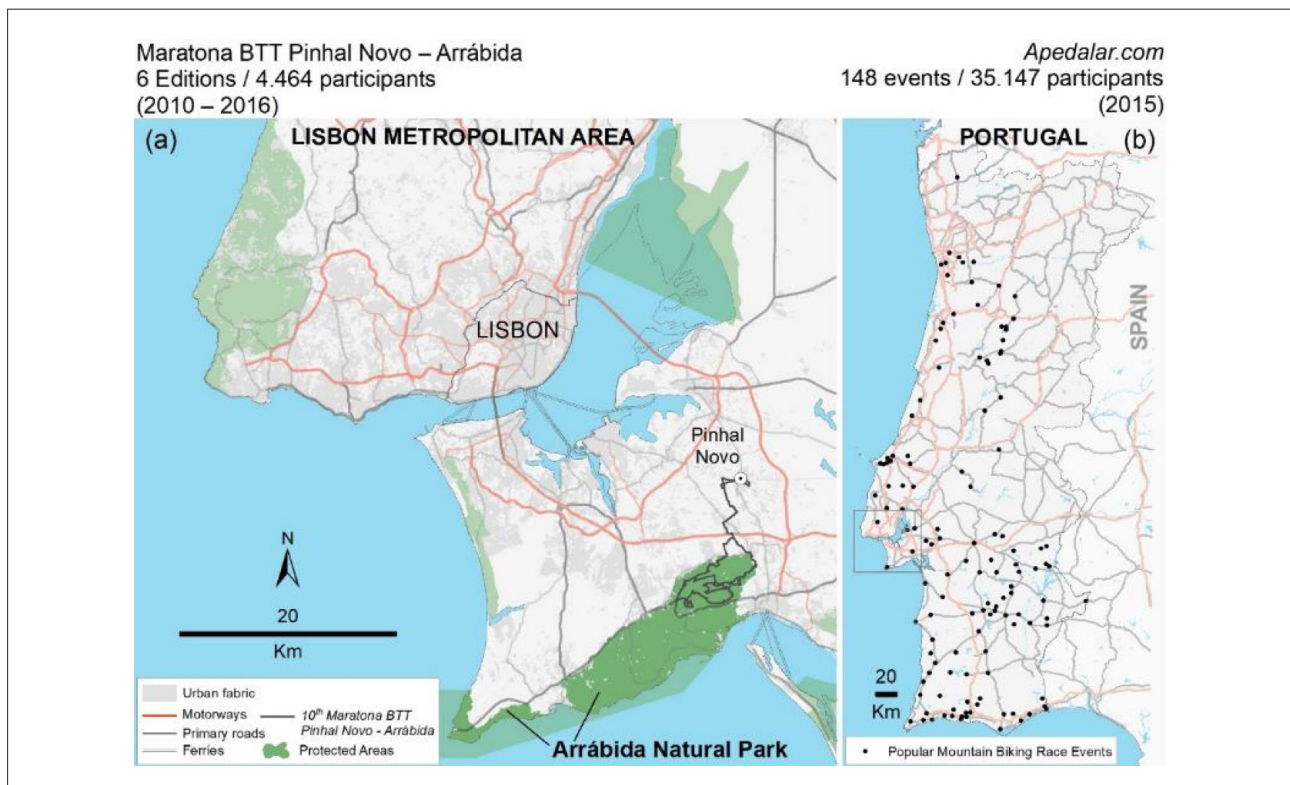 Maratona BTT Pinhal Novo – Arrábida
6 Editions / 4.464 participants
(2010 – 2016)
Apedalar.com
148 events / 35.147 participants
(2015)
(a)
LISBON METROPOLITAN AREA
LISBON
Pinhal
Novo
N
20
Km
Urban fabric
Motorways
Primary roads
Ferries
10th Maratona BTT
Pinhal Novo - Arrábida
Protected Areas
Arrábida Natural Park
PORTUGAL
(b)
SPAIN
20
Km
Popular Mountain Biking Race Events